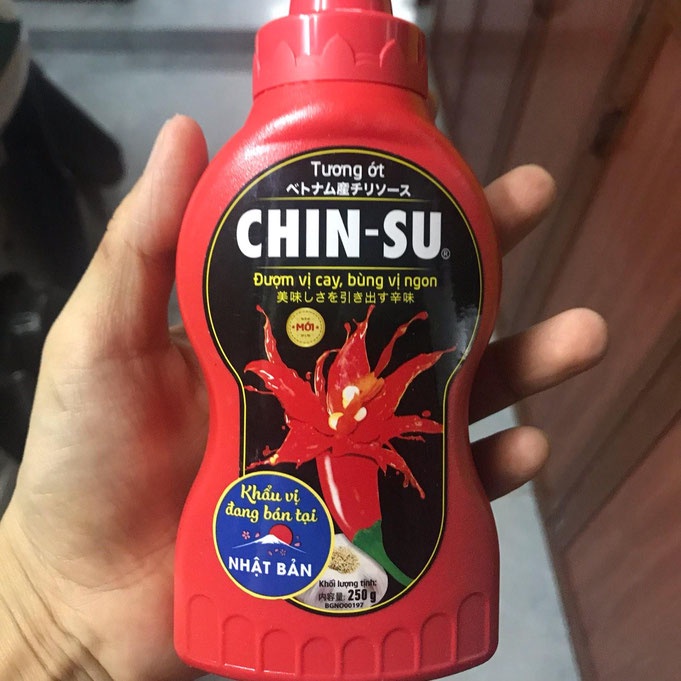 Tương ớt
ベトナム産チリソース
CHIN-SU®
Đượm vị cay, bùng vị ngon
美味しさを引き出す辛味
MỚI
Khẩu vị
đang bán tại
NHẬT BẢN
Khối lượng tịnh:
内容量: 250 g
BGNO00197